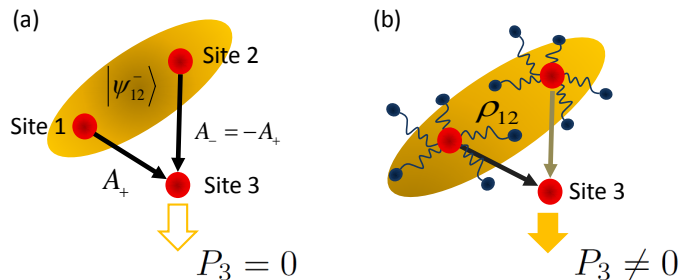 (a)
Site 2
|ψ₁₂⁻⟩
Site 1
A₋ = −A₊
A₊
Site 3
P₃ = 0
(b)
ρ₁₂
Site 3
P₃ ≠ 0